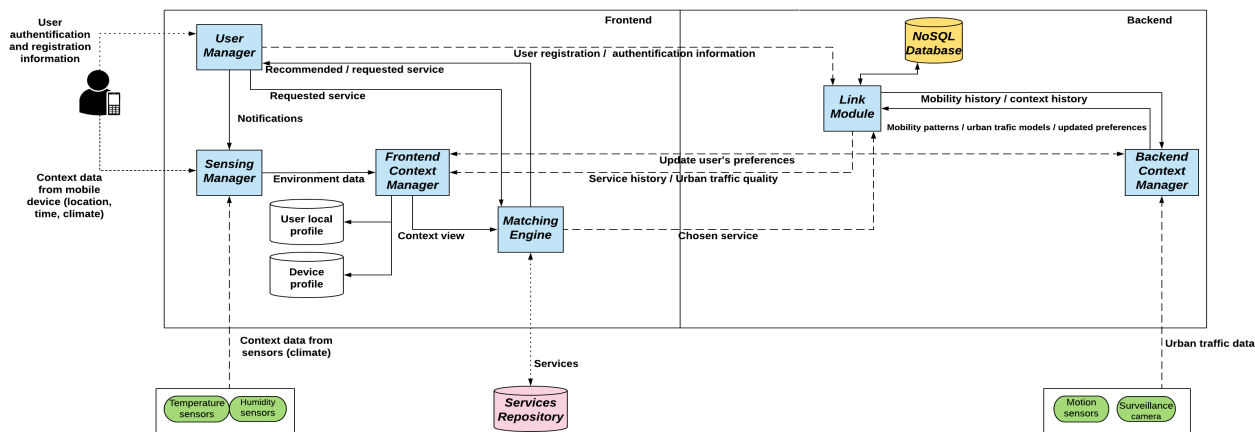 User
authentification
and registration
information
Frontend
Backend
User
Manager
User registration /  authentification information
Recommended / requested service
Requested service
Notifications
NoSQL
Database
Link
Module
Mobility history / context history
Mobility patterns / urban trafic models / updated preferences
Context data
from mobile
device (location,
time, climate)
Sensing
Manager
Environment data
Frontend
Context
Manager
Update user's preferences
Service history / Urban traffic quality
Backend
Context
Manager
User local
profile
Context view
Matching
Engine
Chosen service
Device
profile
Context data from
sensors (climate)
Services
Urban traffic data
Temperature
sensors
Humidity
sensors
Services
Repository
Motion
sensors
Surveillance
camera